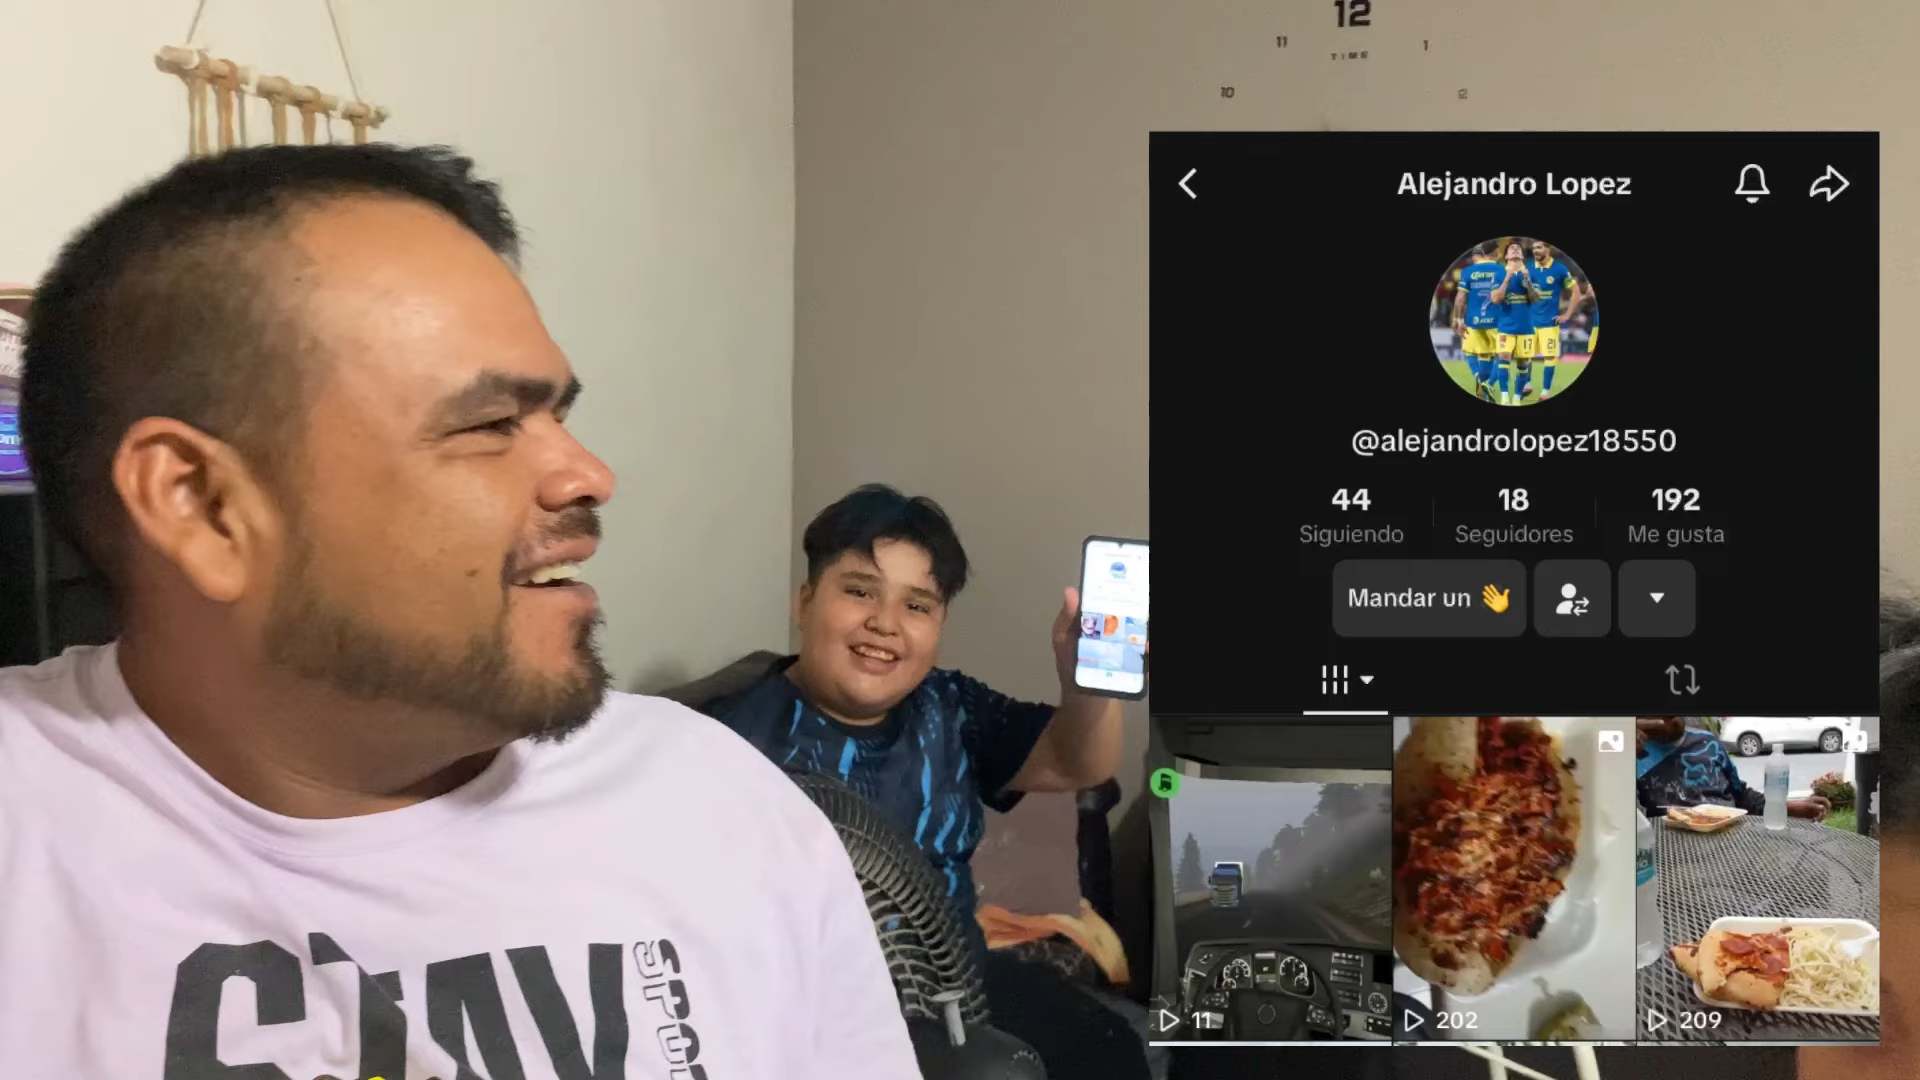 12
11
TIME
1
10
2
Alejandro Lopez
@alejandrolopez18550
44
18
192
Siguiendo
Seguidores
Me gusta
Mandar un 👋
11
202
209
STAY